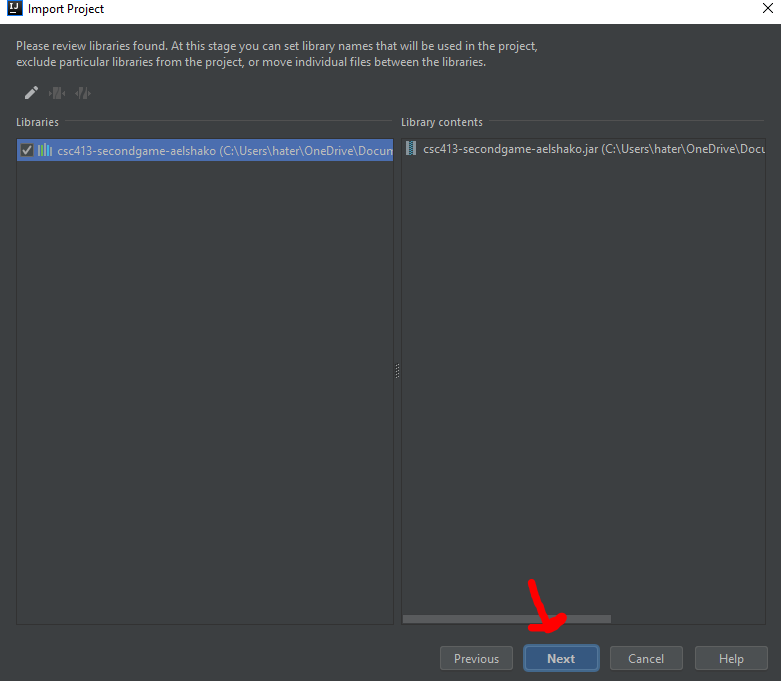 IJ Import Project
Please review libraries found. At this stage you can set library names that will be used in the project,
exclude particular libraries from the project, or move individual files between the libraries.
Libraries
Library contents
csc413-secondgame-aelshako (C:\Users\hater\OneDrive\Docum
csc413-secondgame-aelshako.jar (C:\Users\hater\OneDrive\Docu
Previous
Next
Cancel
Help